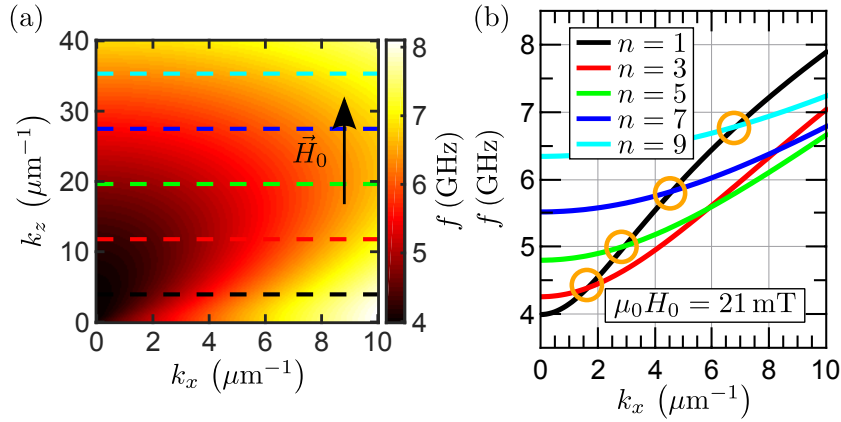 (a)
40
30
20
10
0
k_z (μm⁻¹)
0 2 4 6 8 10
k_x (μm⁻¹)
H⃗₀
8
7
6
5
4
f (GHz)
(b)
8
7
6
5
4
f (GHz)
n = 1
n = 3
n = 5
n = 7
n = 9
μ₀H₀ = 21 mT
0 2 4 6 8 10
k_x (μm⁻¹)